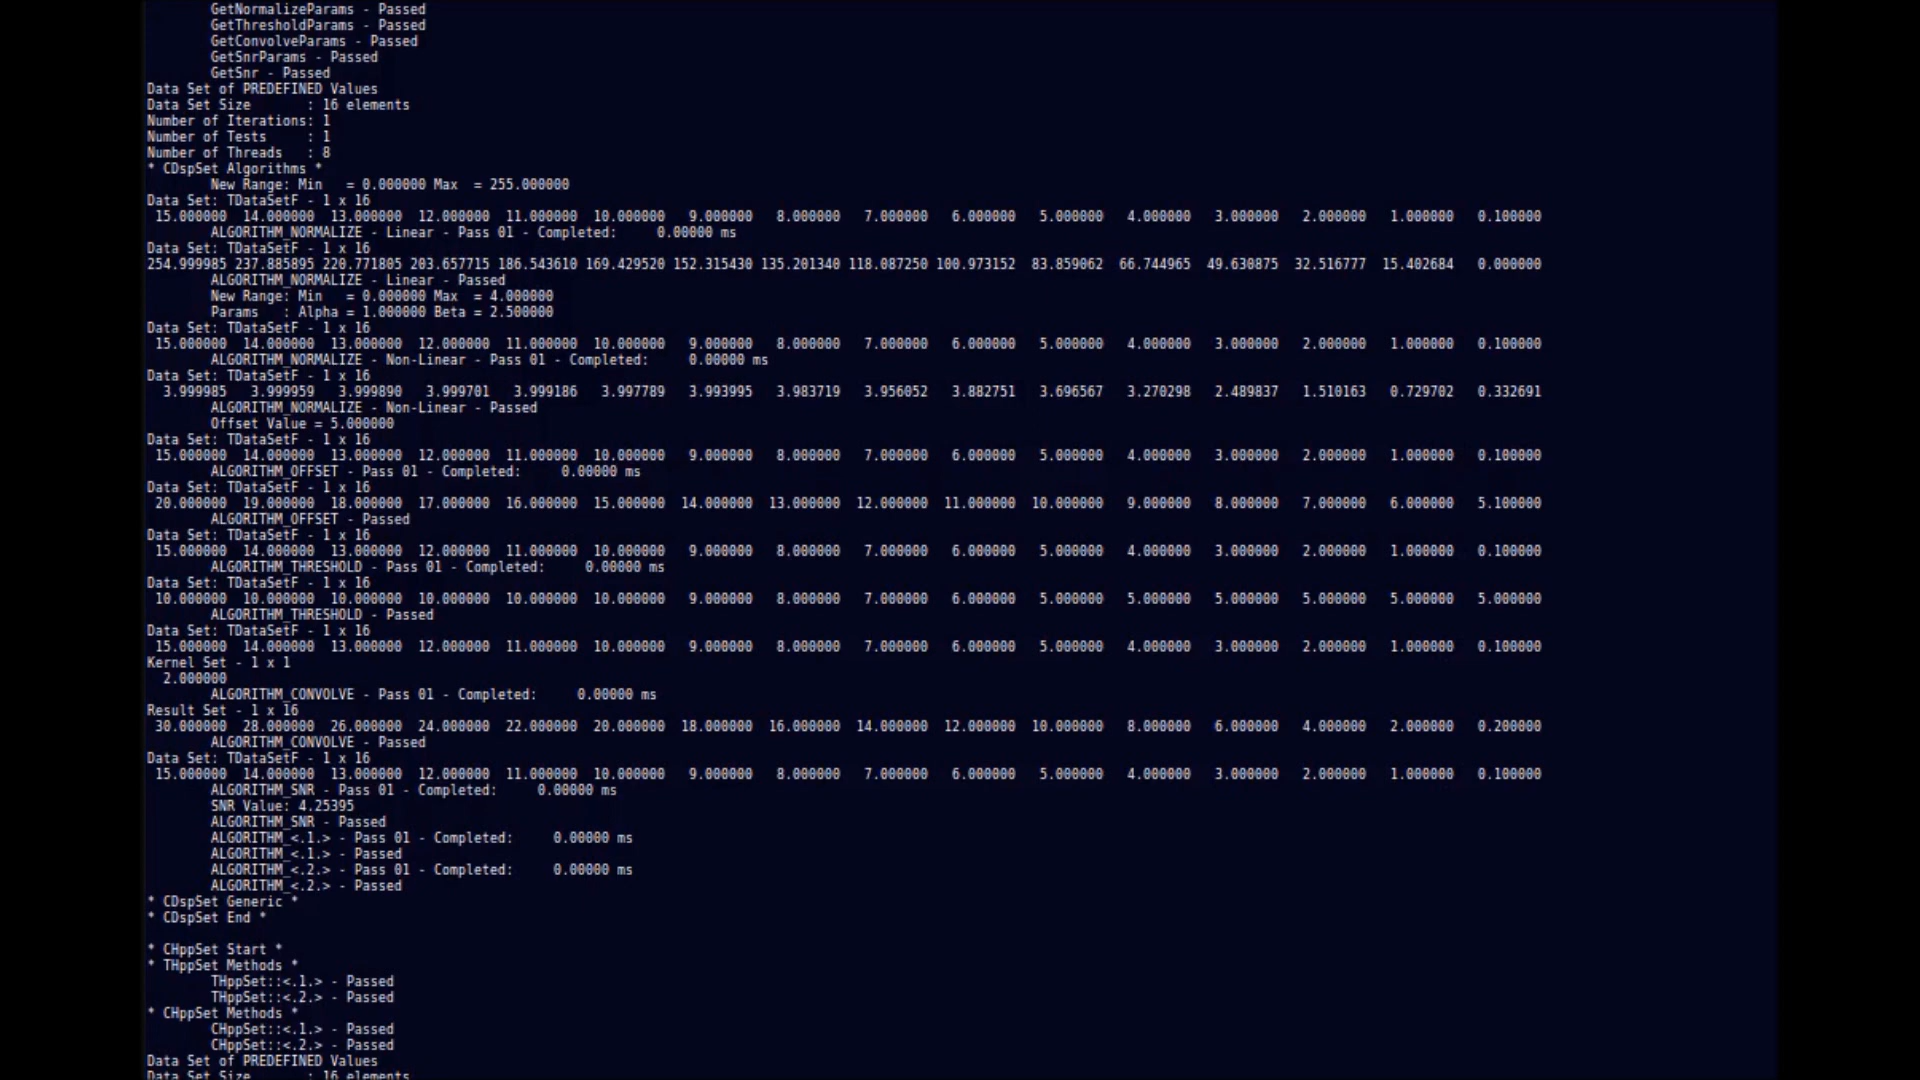 GetNormalizeParams - Passed
GetThresholdParams - Passed
GetConvolveParams - Passed
GetSnrParams - Passed
GetSnr - Passed
Data Set of PREDEFINED Values
Data Set Size       : 16 elements
Number of Iterations: 1
Number of Tests     : 1
Number of Threads   : 8
* CDspSet Algorithms *
New Range: Min   = 0.000000 Max  = 255.000000
Data Set: TDataSetF - 1 x 16
15.000000  14.000000  13.000000  12.000000  11.000000  10.000000   9.000000   8.000000   7.000000   6.000000   5.000000   4.000000   3.000000   2.000000   1.000000   0.100000
ALGORITHM_NORMALIZE - Linear - Pass 01 - Completed:     0.00000 ms
Data Set: TDataSetF - 1 x 16
254.999985 237.885895 220.771805 203.657715 186.543610 169.429520 152.315430 135.201340 118.087250 100.973152  83.859062  66.744965  49.630875  32.516777  15.402684   0.000000
ALGORITHM_NORMALIZE - Linear - Passed
New Range: Min   = 0.000000 Max  = 4.000000
Params   : Alpha = 1.000000 Beta = 2.500000
Data Set: TDataSetF - 1 x 16
15.000000  14.000000  13.000000  12.000000  11.000000  10.000000   9.000000   8.000000   7.000000   6.000000   5.000000   4.000000   3.000000   2.000000   1.000000   0.100000
ALGORITHM_NORMALIZE - Non-Linear - Pass 01 - Completed:     0.00000 ms
Data Set: TDataSetF - 1 x 16
3.999985   3.999959   3.999890   3.999701   3.999186   3.997789   3.993995   3.983719   3.956052   3.882751   3.696567   3.270298   2.489837   1.510163   0.729702   0.332691
ALGORITHM_NORMALIZE - Non-Linear - Passed
Offset Value = 5.000000
Data Set: TDataSetF - 1 x 16
15.000000  14.000000  13.000000  12.000000  11.000000  10.000000   9.000000   8.000000   7.000000   6.000000   5.000000   4.000000   3.000000   2.000000   1.000000   0.100000
ALGORITHM_OFFSET - Pass 01 - Completed:     0.00000 ms
Data Set: TDataSetF - 1 x 16
20.000000  19.000000  18.000000  17.000000  16.000000  15.000000  14.000000  13.000000  12.000000  11.000000  10.000000   9.000000   8.000000   7.000000   6.000000   5.100000
ALGORITHM_OFFSET - Passed
Data Set: TDataSetF - 1 x 16
15.000000  14.000000  13.000000  12.000000  11.000000  10.000000   9.000000   8.000000   7.000000   6.000000   5.000000   4.000000   3.000000   2.000000   1.000000   0.100000
ALGORITHM_THRESHOLD - Pass 01 - Completed:     0.00000 ms
Data Set: TDataSetF - 1 x 16
10.000000  10.000000  10.000000  10.000000  10.000000  10.000000   9.000000   8.000000   7.000000   6.000000   5.000000   5.000000   5.000000   5.000000   5.000000   5.000000
ALGORITHM_THRESHOLD - Passed
Data Set: TDataSetF - 1 x 16
15.000000  14.000000  13.000000  12.000000  11.000000  10.000000   9.000000   8.000000   7.000000   6.000000   5.000000   4.000000   3.000000   2.000000   1.000000   0.100000
Kernel Set - 1 x 1
2.000000
ALGORITHM_CONVOLVE - Pass 01 - Completed:     0.00000 ms
Result Set - 1 x 16
30.000000  28.000000  26.000000  24.000000  22.000000  20.000000  18.000000  16.000000  14.000000  12.000000  10.000000   8.000000   6.000000   4.000000   2.000000   0.200000
ALGORITHM_CONVOLVE - Passed
Data Set: TDataSetF - 1 x 16
15.000000  14.000000  13.000000  12.000000  11.000000  10.000000   9.000000   8.000000   7.000000   6.000000   5.000000   4.000000   3.000000   2.000000   1.000000   0.100000
ALGORITHM_SNR - Pass 01 - Completed:     0.00000 ms
SNR Value: 4.25395
ALGORITHM_SNR - Passed
ALGORITHM_<.1.> - Pass 01 - Completed:     0.00000 ms
ALGORITHM_<.1.> - Passed
ALGORITHM_<.2.> - Pass 01 - Completed:     0.00000 ms
ALGORITHM_<.2.> - Passed
* CDspSet Generic *
* CDspSet End *
* CHppSet Start *
* THppSet Methods *
THppSet::<.1.> - Passed
THppSet::<.2.> - Passed
* CHppSet Methods *
CHppSet::<.1.> - Passed
CHppSet::<.2.> - Passed
Data Set of PREDEFINED Values
Data Set Size       : 16 elements